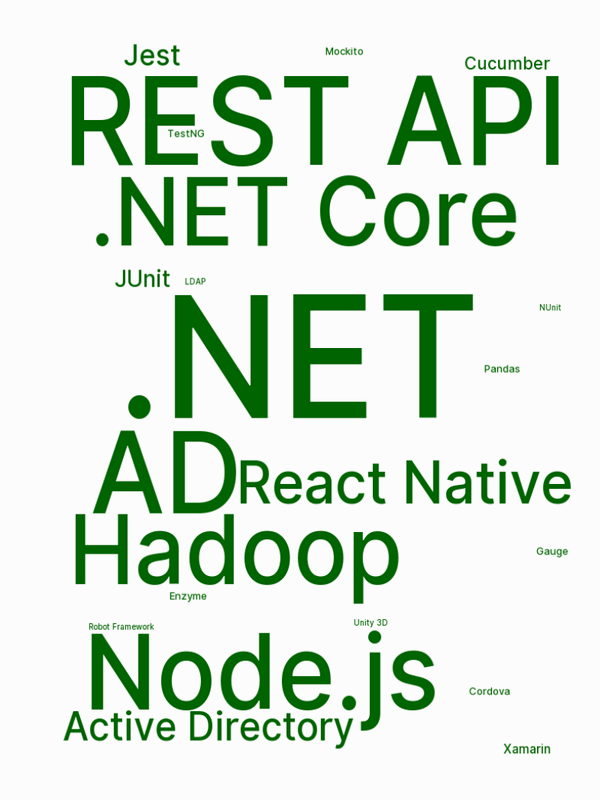 Jest
Mockito
Cucumber
REST API
TestNG
.NET Core
JUnit
LDAP
.NET
NUnit
Pandas
AD
React Native
Hadoop
Gauge
Enzyme
Robot Framework
Unity 3D
Node.js
Cordova
Active Directory
Xamarin